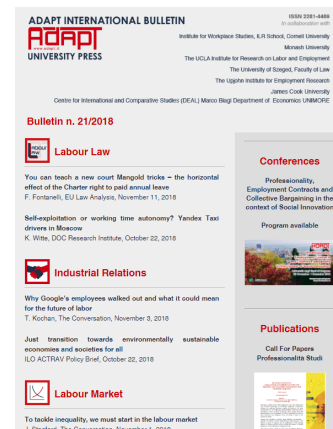 ADAPT INTERNATIONAL BULLETIN
ADAPT
www.adapt.it
UNIVERSITY PRESS
ISSN 2281-4469
In collaboration with
Institute for Workplace Studies, ILR School, Cornell University
Monash University
The UCLA Institute for Research on Labor and Employment
The University of Szeged, Faculty of Law
The Upjohn Institute for Employment Research
James Cook University
Centre for International and Comparative Studies (DEAL) Marco Biagi Department of Economics UNIMORE
Bulletin n. 21/2018
LABOUR
LAW
Labour Law
You can teach a new court Mangold tricks – the horizontal
effect of the Charter right to paid annual leave
F. Fontanelli, EU Law Analysis, November 11, 2018
Self-exploitation or working time autonomy? Yandex Taxi
drivers in Moscow
K. Witte, DOC Research Institute, October 22, 2018
Industrial Relations
Why Google's employees walked out and what it could mean
for the future of labor
T. Kochan, The Conversation, November 3, 2018
Just transition towards environmentally sustainable
economies and societies for all
ILO ACTRAV Policy Brief, October 22, 2018
Labour Market
To tackle inequality, we must start in the labour market
Conferences
Professionality,
Employment Contracts and
Collective Bargaining in the
context of Social Innovation
Program available
ADAPT
Publications
Call For Papers
Professionalità Studi